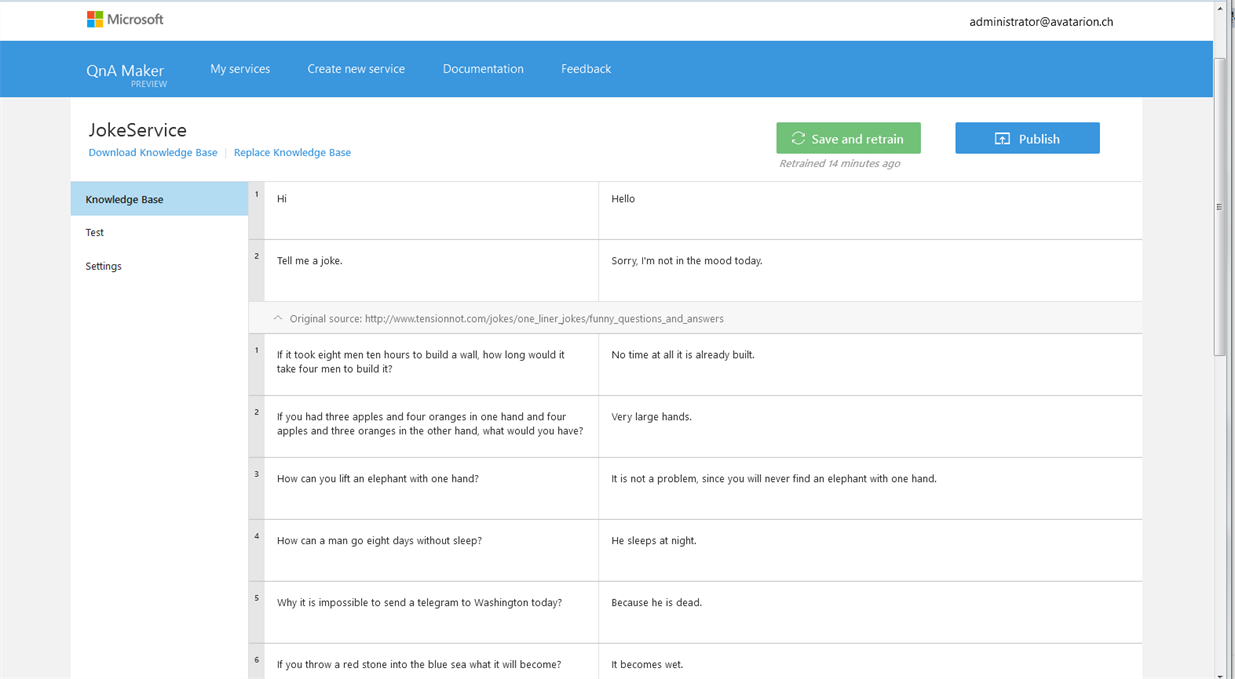 Microsoft
administrator@avatarion.ch
QnA Maker
PREVIEW
My services
Create new service
Documentation
Feedback
JokeService
Download Knowledge Base
Replace Knowledge Base
Save and retrain
Publish
Retrained 14 minutes ago
Knowledge Base
Test
Settings
1
Hi
Hello
2
Tell me a joke.
Sorry, I'm not in the mood today.
Original source: http://www.tensionnot.com/jokes/one_liner_jokes/funny_questions_and_answers
1
If it took eight men ten hours to build a wall, how long would it
take four men to build it?
No time at all it is already built.
2
If you had three apples and four oranges in one hand and four
apples and three oranges in the other hand, what would you have?
Very large hands.
3
How can you lift an elephant with one hand?
It is not a problem, since you will never find an elephant with one hand.
4
How can a man go eight days without sleep?
He sleeps at night.
5
Why it is impossible to send a telegram to Washington today?
Because he is dead.
6
If you throw a red stone into the blue sea what it will become?
It becomes wet.